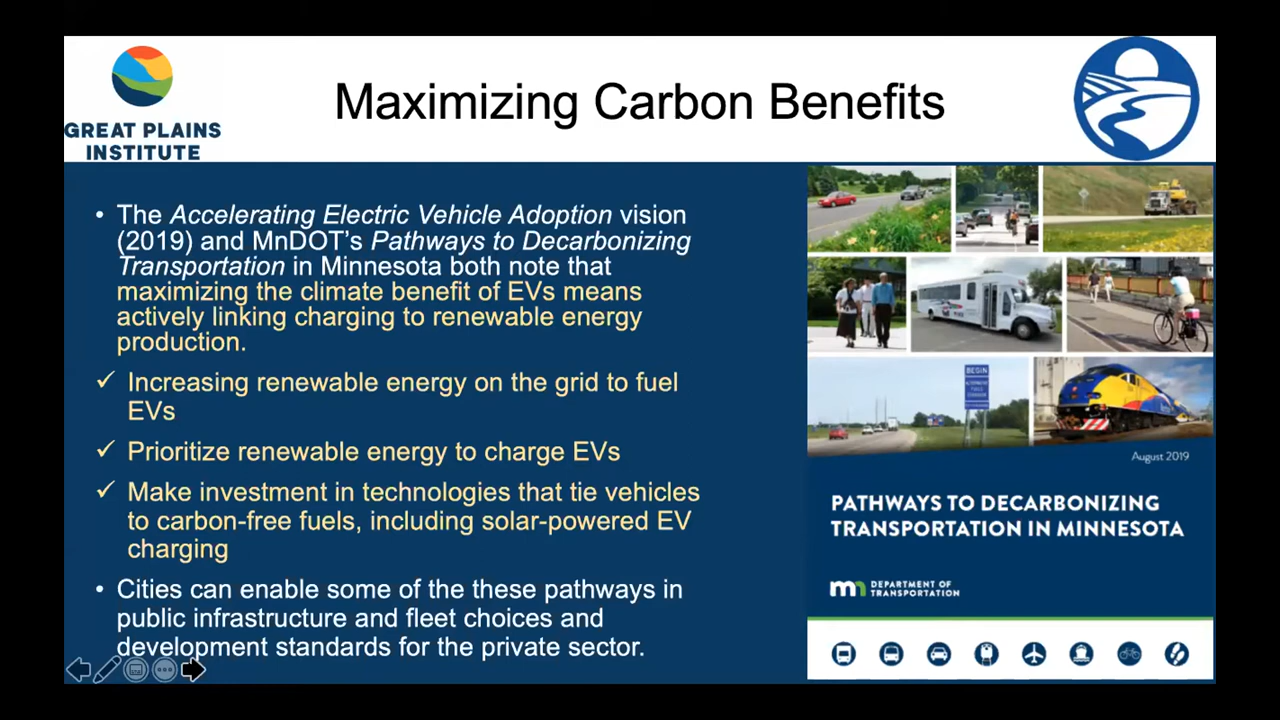 GREAT PLAINS
INSTITUTE
Maximizing Carbon Benefits
• The Accelerating Electric Vehicle Adoption vision
(2019) and MnDOT's Pathways to Decarbonizing
Transportation in Minnesota both note that
maximizing the climate benefit of EVs means
actively linking charging to renewable energy
production.
✓ Increasing renewable energy on the grid to fuel
EVs
✓ Prioritize renewable energy to charge EVs
✓ Make investment in technologies that tie vehicles
to carbon-free fuels, including solar-powered EV
charging
• Cities can enable some of the these pathways in
public infrastructure and fleet choices and
development standards for the private sector.
BEGIN
ALTERNATIVE
FUELS
CORRIDOR
August 2019
PATHWAYS TO DECARBONIZING
TRANSPORTATION IN MINNESOTA
mn DEPARTMENT OF
TRANSPORTATION